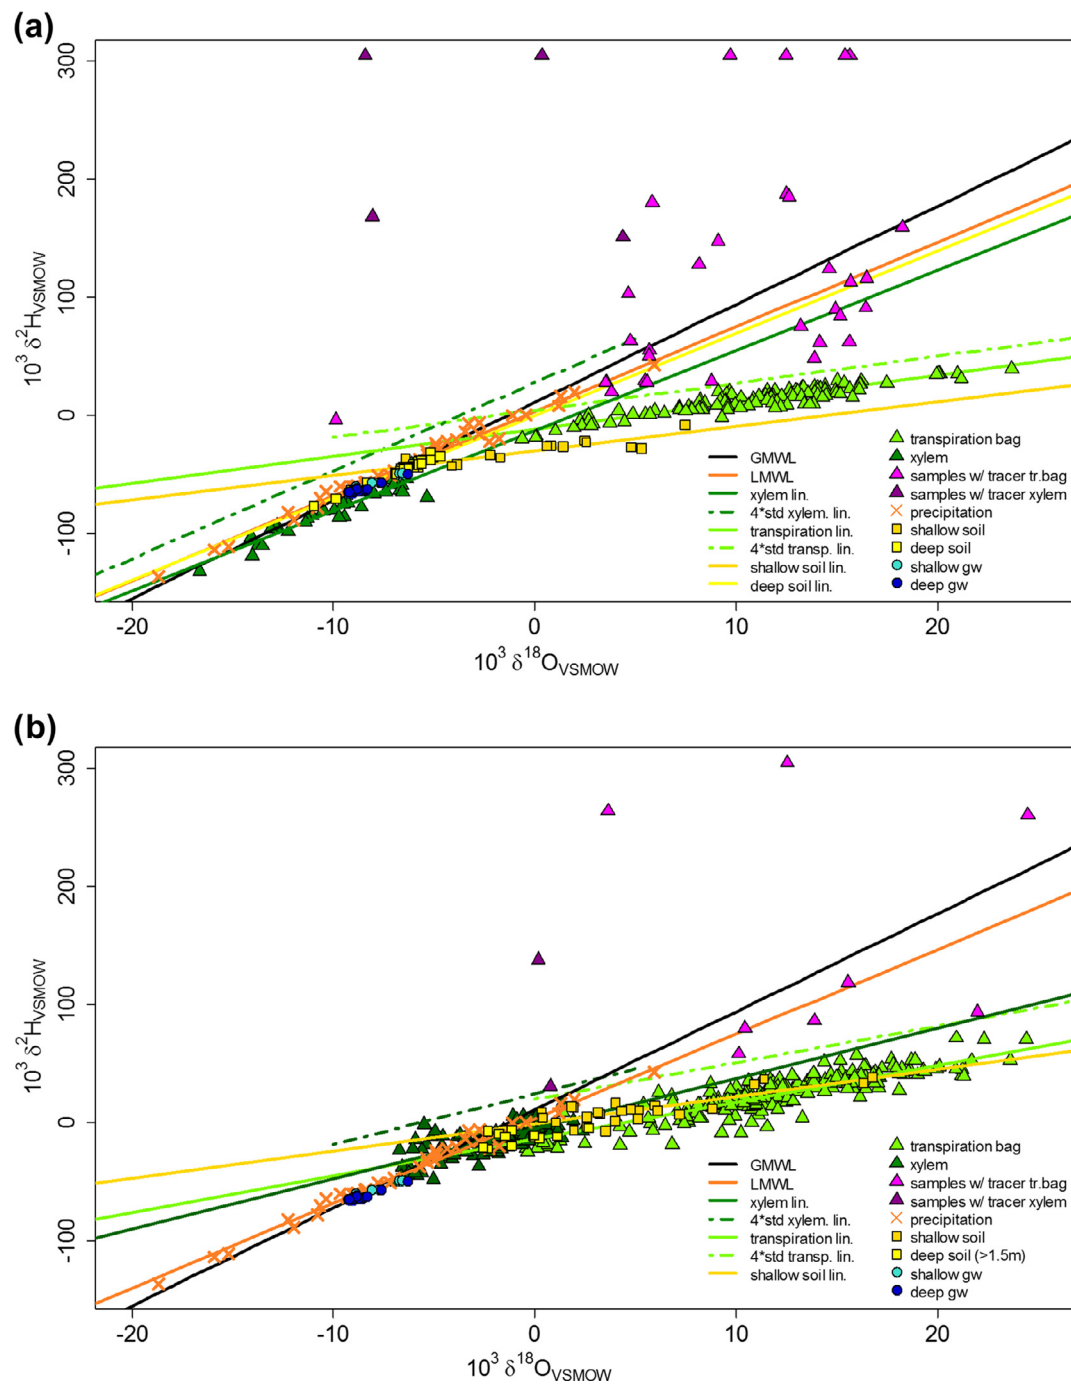 (a)
300
200
100
0
-100
10³ δ²H_VSMOW
GMWL
LMWL
xylem lin.
4*std xylem. lin.
transpiration lin.
4*std transp. lin.
shallow soil lin.
deep soil lin.
transpiration bag
xylem
samples w/ tracer tr.bag
samples w/ tracer xylem
precipitation
shallow soil
deep soil
shallow gw
deep gw
-20 -10 0 10 20
10³ δ¹⁸O_VSMOW
(b)
300
200
100
0
-100
10³ δ²H_VSMOW
GMWL
LMWL
xylem lin.
4*std xylem. lin.
transpiration lin.
4*std transp. lin.
shallow soil lin.
transpiration bag
xylem
samples w/ tracer tr.bag
samples w/ tracer xylem
precipitation
shallow soil
deep soil (>1.5m)
shallow gw
deep gw
-20 -10 0 10 20
10³ δ¹⁸O_VSMOW